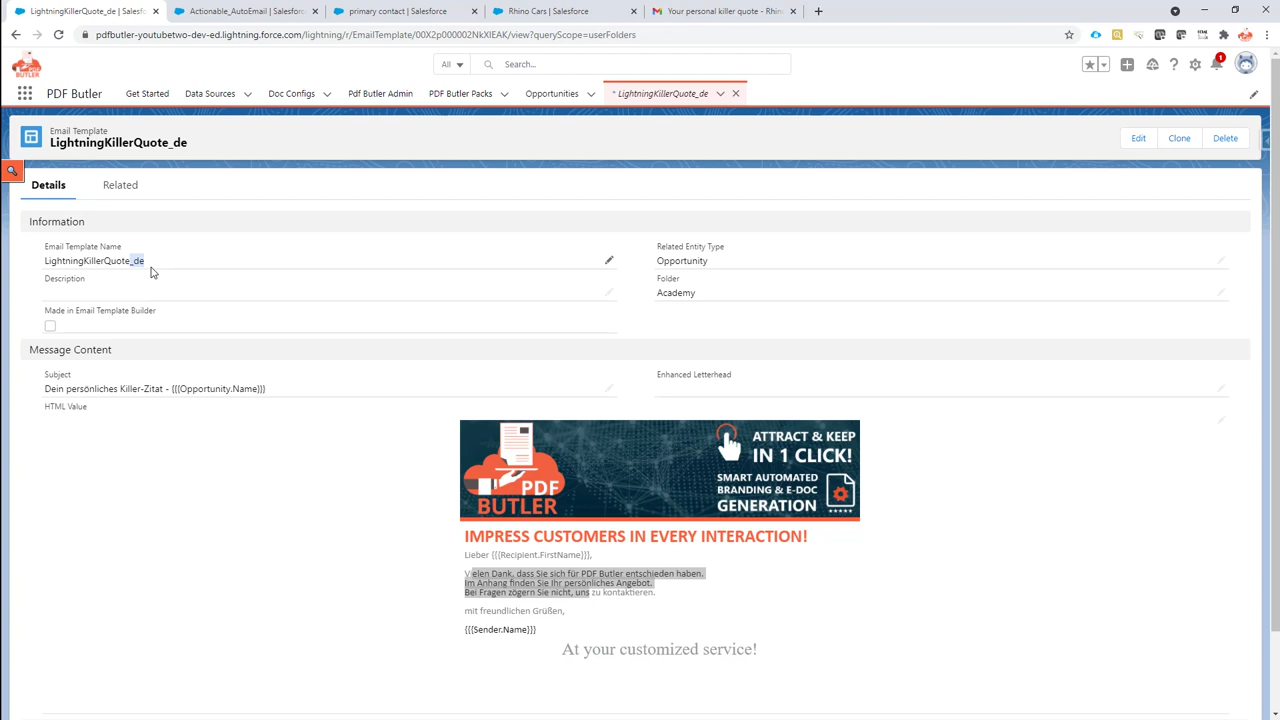 LightningKillerQuote_de | Salesf
Actionable_AutoEmail | Salesforc
primary contact | Salesforce
Rhino Cars | Salesforce
Your personal killer quote - Rhin
pdfbutler-youtubetwo-dev-ed.lightning.force.com/lightning/r/EmailTemplate/00X2p000002NkXlEAK/view?queryScope=userFolders
BUTLER
All
Search...
1
PDF Butler
Get Started
Data Sources
Doc Configs
Pdf Butler Admin
PDF Butler Packs
Opportunities
* LightningKillerQuote_de
Email Template
LightningKillerQuote_de
Edit
Clone
Delete
Details
Related
Information
Email Template Name
LightningKillerQuote_de
Related Entity Type
Opportunity
Description
Folder
Academy
Made in Email Template Builder
Message Content
Subject
Dein persönliches Killer-Zitat - {{{Opportunity.Name}}}
Enhanced Letterhead
HTML Value
PDF
BUTLER
ATTRACT & KEEP
IN 1 CLICK!
SMART AUTOMATED
BRANDING & E-DOC
GENERATION
IMPRESS CUSTOMERS IN EVERY INTERACTION!
Lieber {{{Recipient.FirstName}}},
Vielen Dank, dass Sie sich für PDF Butler entschieden haben.
Im Anhang finden Sie Ihr persönliches Angebot.
Bei Fragen zögern Sie nicht, uns zu kontaktieren.
mit freundlichen Grüßen,
{{{Sender.Name}}}
At your customized service!